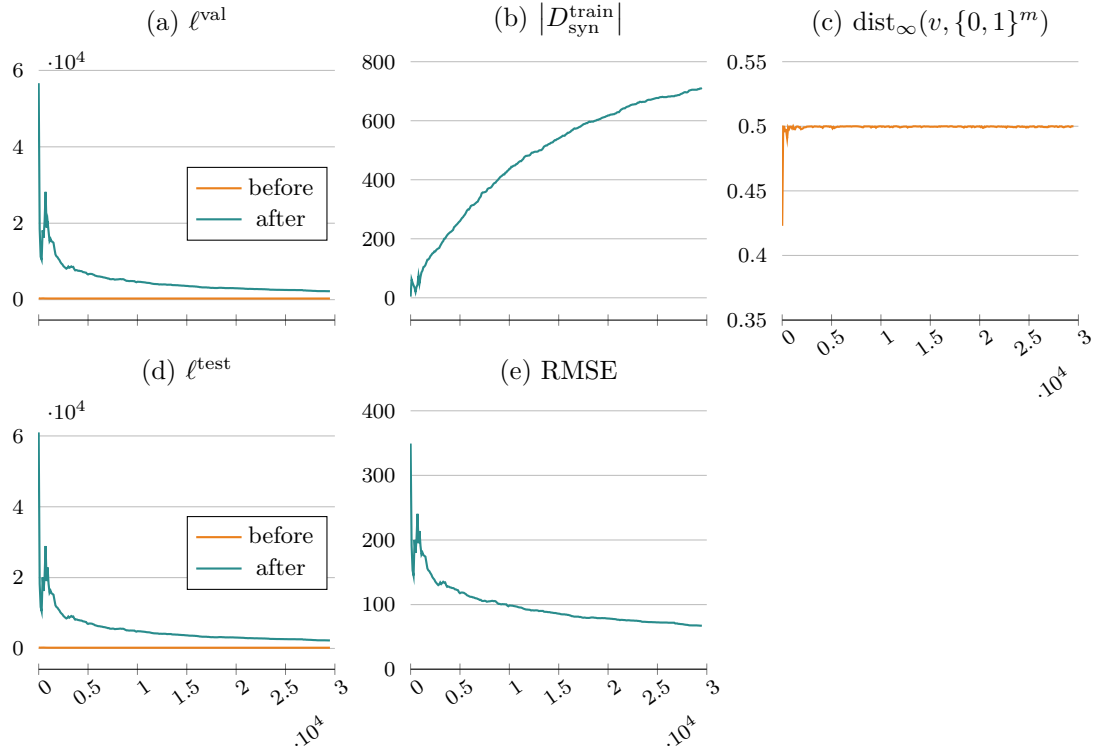 (a) ℓ^val
·10^4
6
4
2
0
before
after
(b) |D_syn^train|
800
600
400
200
0
(c) dist_∞(v, {0, 1}^m)
0.55
0.5
0.45
0.4
0.35
0 0.5 1 1.5 2 2.5 3
·10^4
(d) ℓ^test
·10^4
6
4
2
0
before
after
0 0.5 1 1.5 2 2.5 3
·10^4
(e) RMSE
400
300
200
100
0
0 0.5 1 1.5 2 2.5 3
·10^4